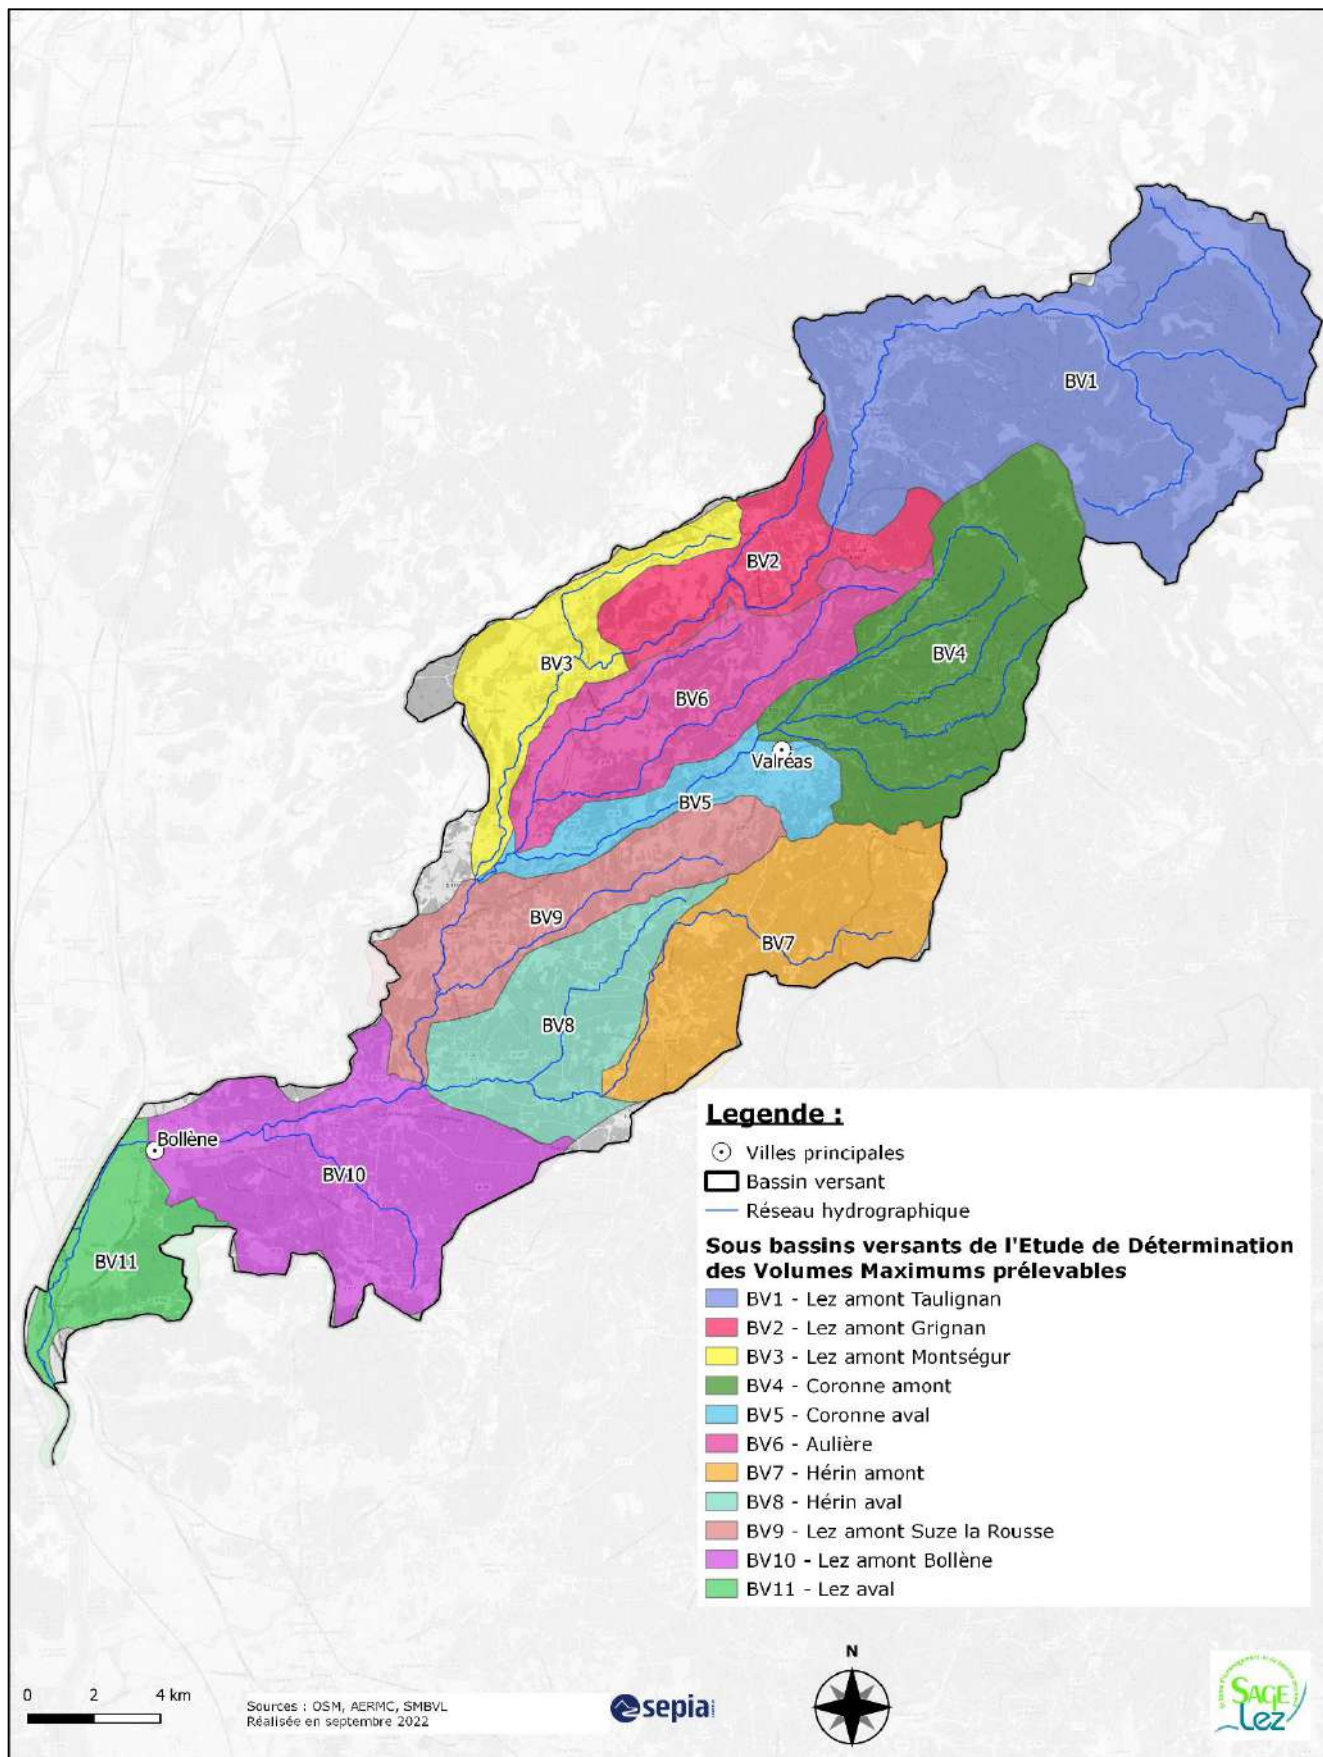 BV1
BV2
BV3
BV4
BV6
Valréas
BV5
BV9
BV7
BV8
Bollène
BV10
BV11
Legende :
Villes principales
Bassin versant
Réseau hydrographique
Sous bassins versants de l'Etude de Détermination
des Volumes Maximums prélevables
BV1 - Lez amont Taulignan
BV2 - Lez amont Grignan
BV3 - Lez amont Montségur
BV4 - Coronne amont
BV5 - Coronne aval
BV6 - Aulière
BV7 - Hérin amont
BV8 - Hérin aval
BV9 - Lez amont Suze la Rousse
BV10 - Lez amont Bollène
BV11 - Lez aval
N
0 2 4 km
Sources : OSM, AERMC, SMBVL
Réalisée en septembre 2022
sepia
SAGE
Lez